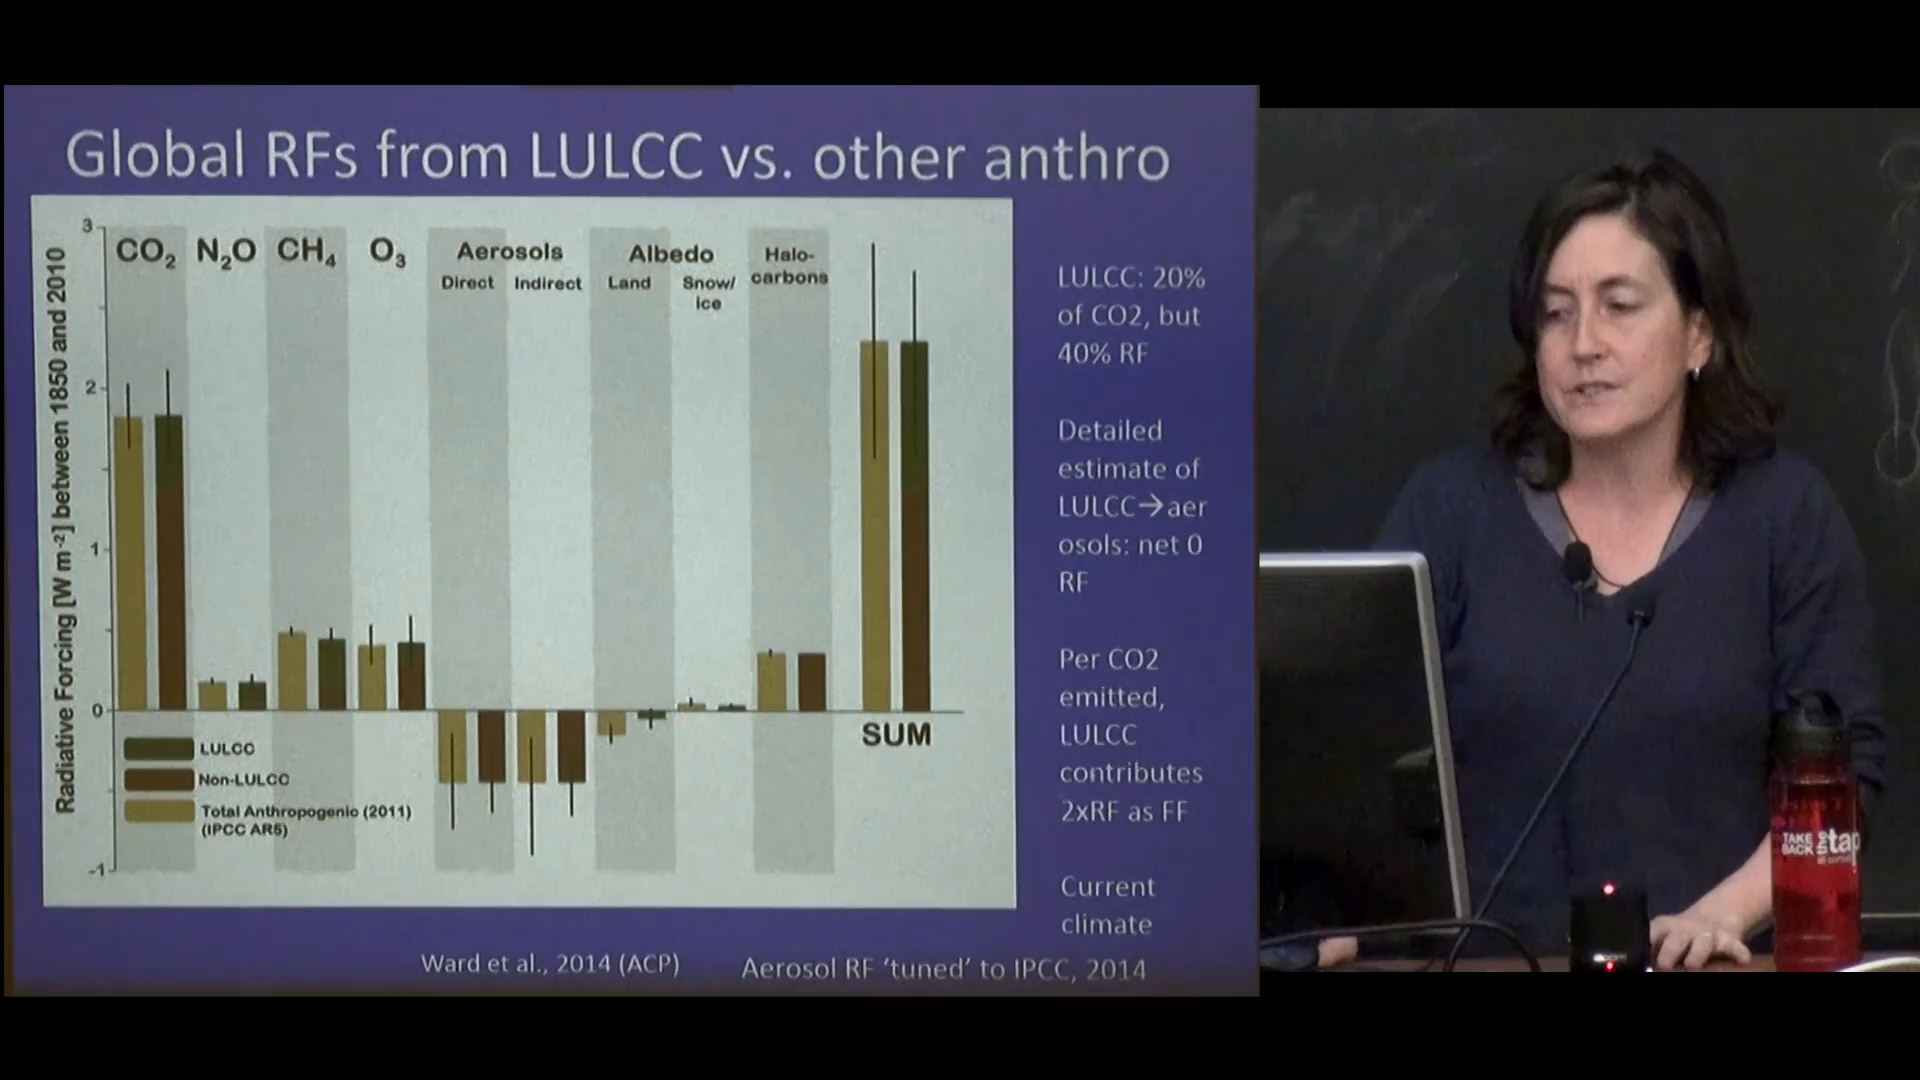 Global RFs from LULCC vs. other anthro
3
2
1
0
-1
Radiative Forcing [W m-2] between 1850 and 2010
CO2 N2O CH4 O3 Aerosols Albedo Halo-
carbons
Direct Indirect Land Snow/
Ice
SUM
LULCC
Non-LULCC
Total Anthropogenic (2011)
(IPCC AR5)
LULCC: 20%
of CO2, but
40% RF
Detailed
estimate of
LULCC→aer
osols: net 0
RF
Per CO2
emitted,
LULCC
contributes
2xRF as FF
Current
climate
Ward et al., 2014 (ACP)
Aerosol RF ‘tuned’ to IPCC, 2014
TAKE
BACK the tap